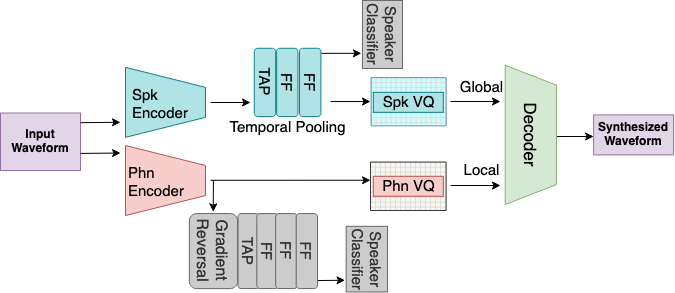 Speaker
Classifier
TAP
FF
FF
Spk
Encoder
Temporal Pooling
Spk VQ
Global
Input
Waveform
Decoder
Synthesized
Waveform
Phn
Encoder
Phn VQ
Local
Gradient
Reversal
TAP
FF
FF
FF
Speaker
Classifier